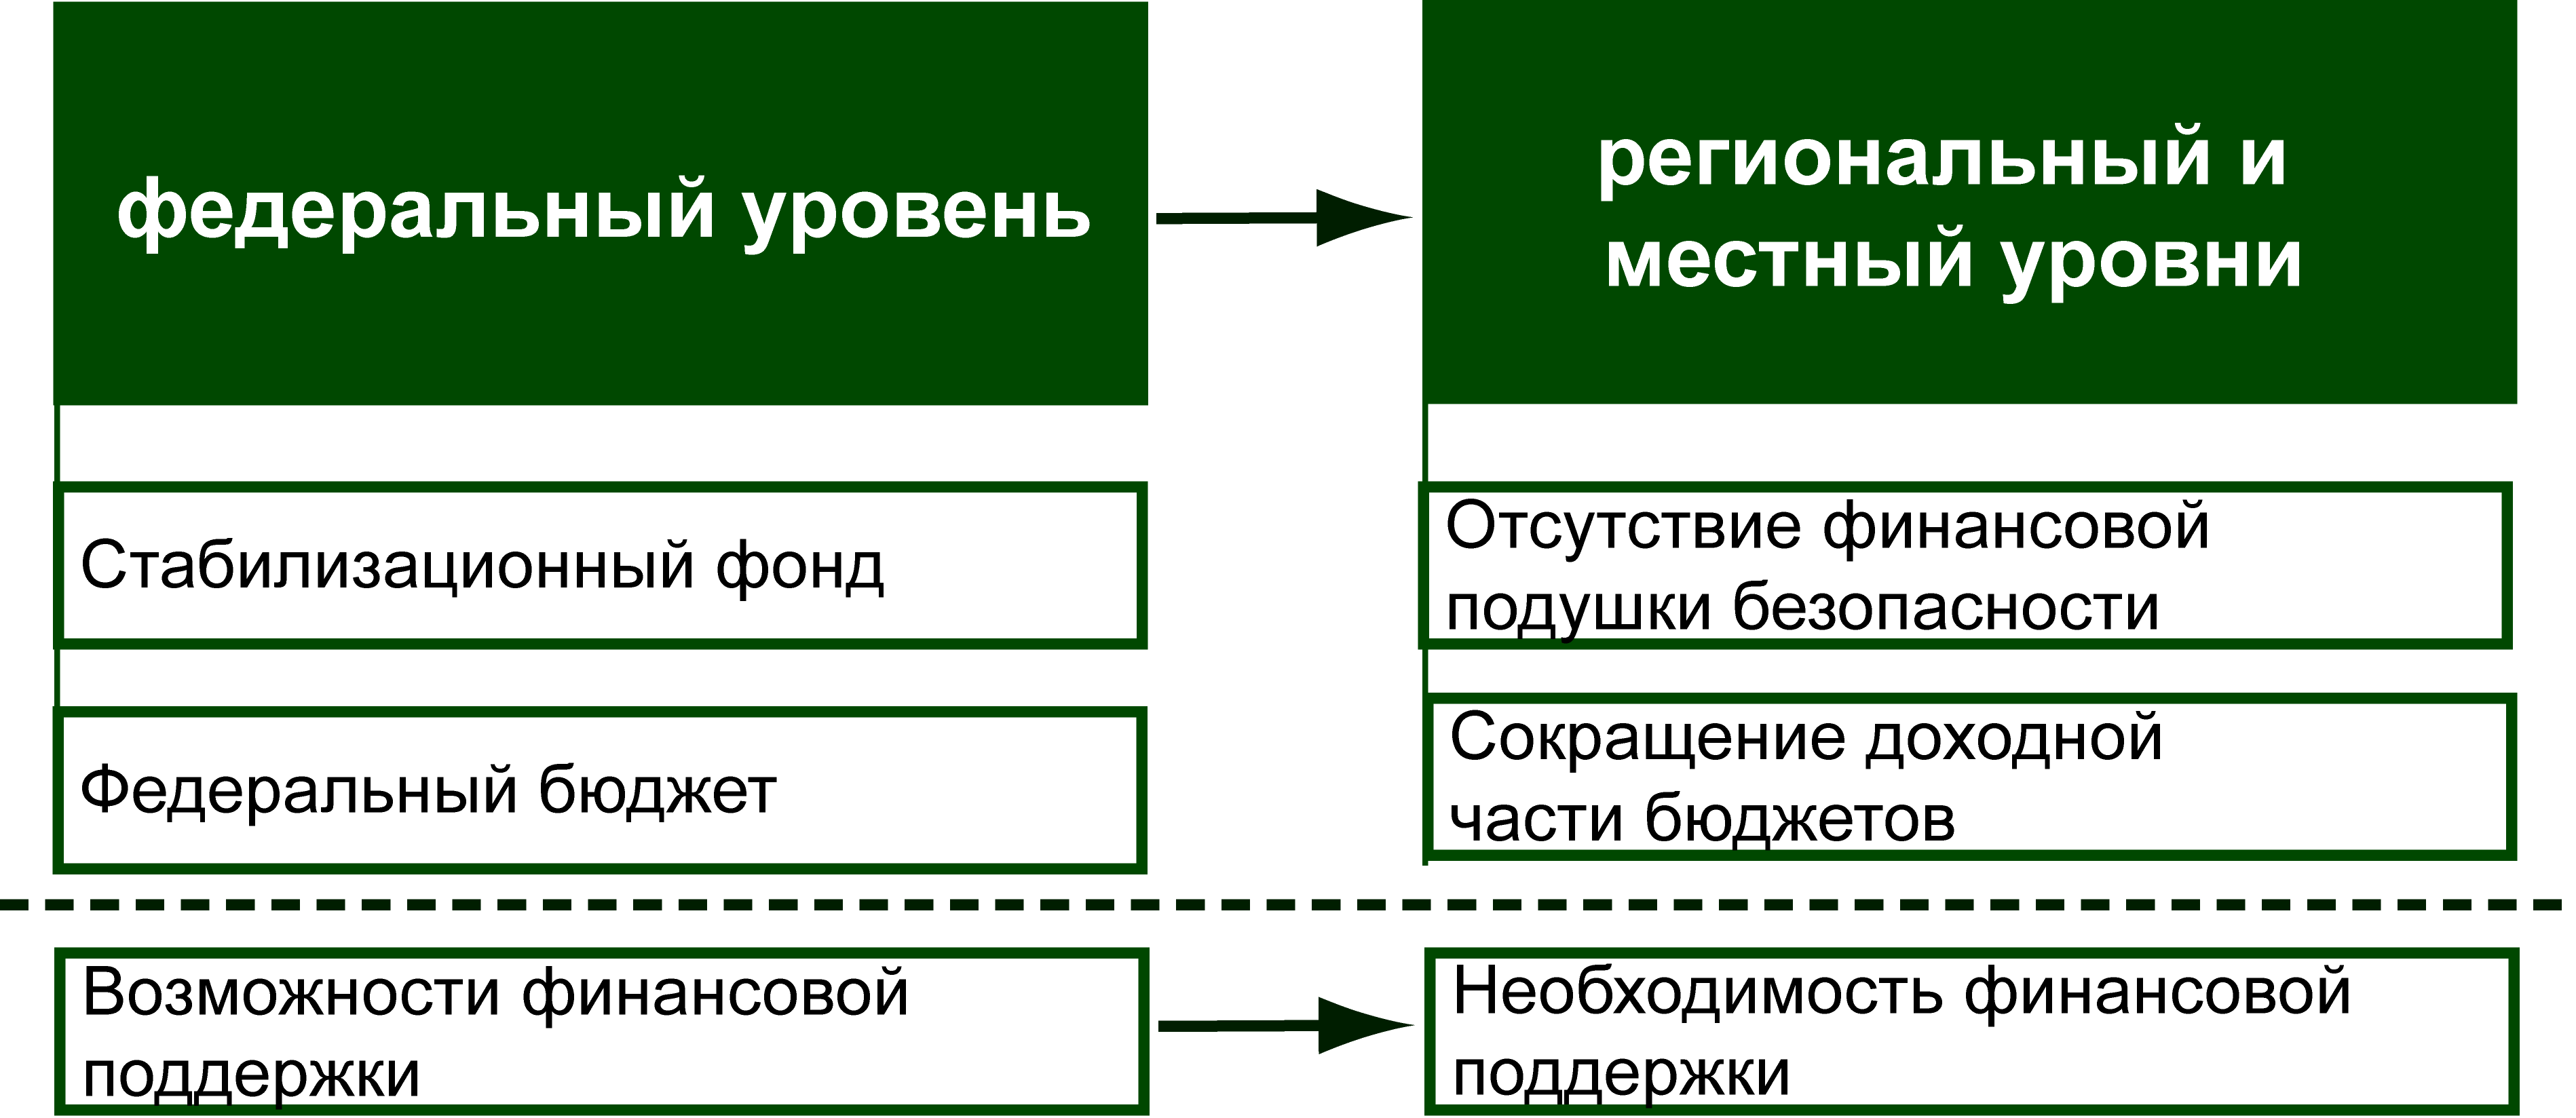 федеральный уровень
региональный и
местный уровни
Стабилизационный фонд
Отсутствие финансовой
подушки безопасности
Федеральный бюджет
Сокращение доходной
части бюджетов
Возможности финансовой
поддержки
Необходимость финансовой
поддержки